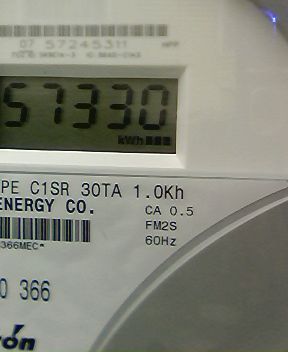 07 57245311
57330
kWh
PE C1SR 30TA 1.0Kh
ENERGY CO.
CA 0.5
366MEC*
FM2S
60Hz
0 366
rón